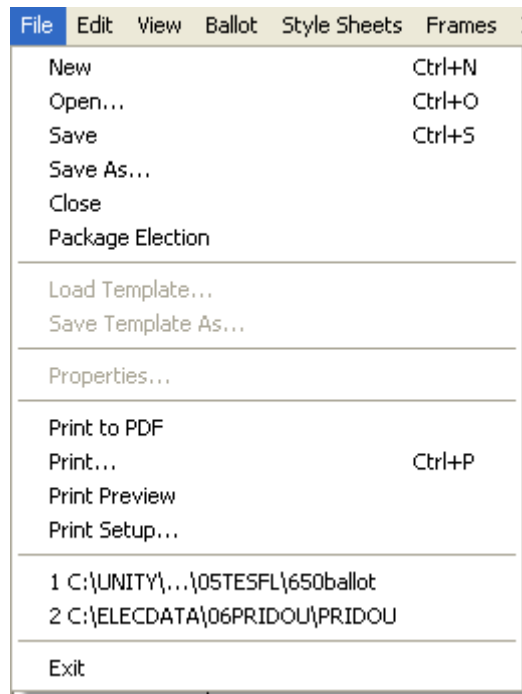 File Edit View Ballot Style Sheets Frames
New Ctrl+N
Open... Ctrl+O
Save Ctrl+S
Save As...
Close
Package Election
Load Template...
Save Template As...
Properties...
Print to PDF
Print... Ctrl+P
Print Preview
Print Setup...
1 C:\UNITY\...\05TESFL\650ballot
2 C:\ELECDATA\06PRIDOU\PRIDOU
Exit